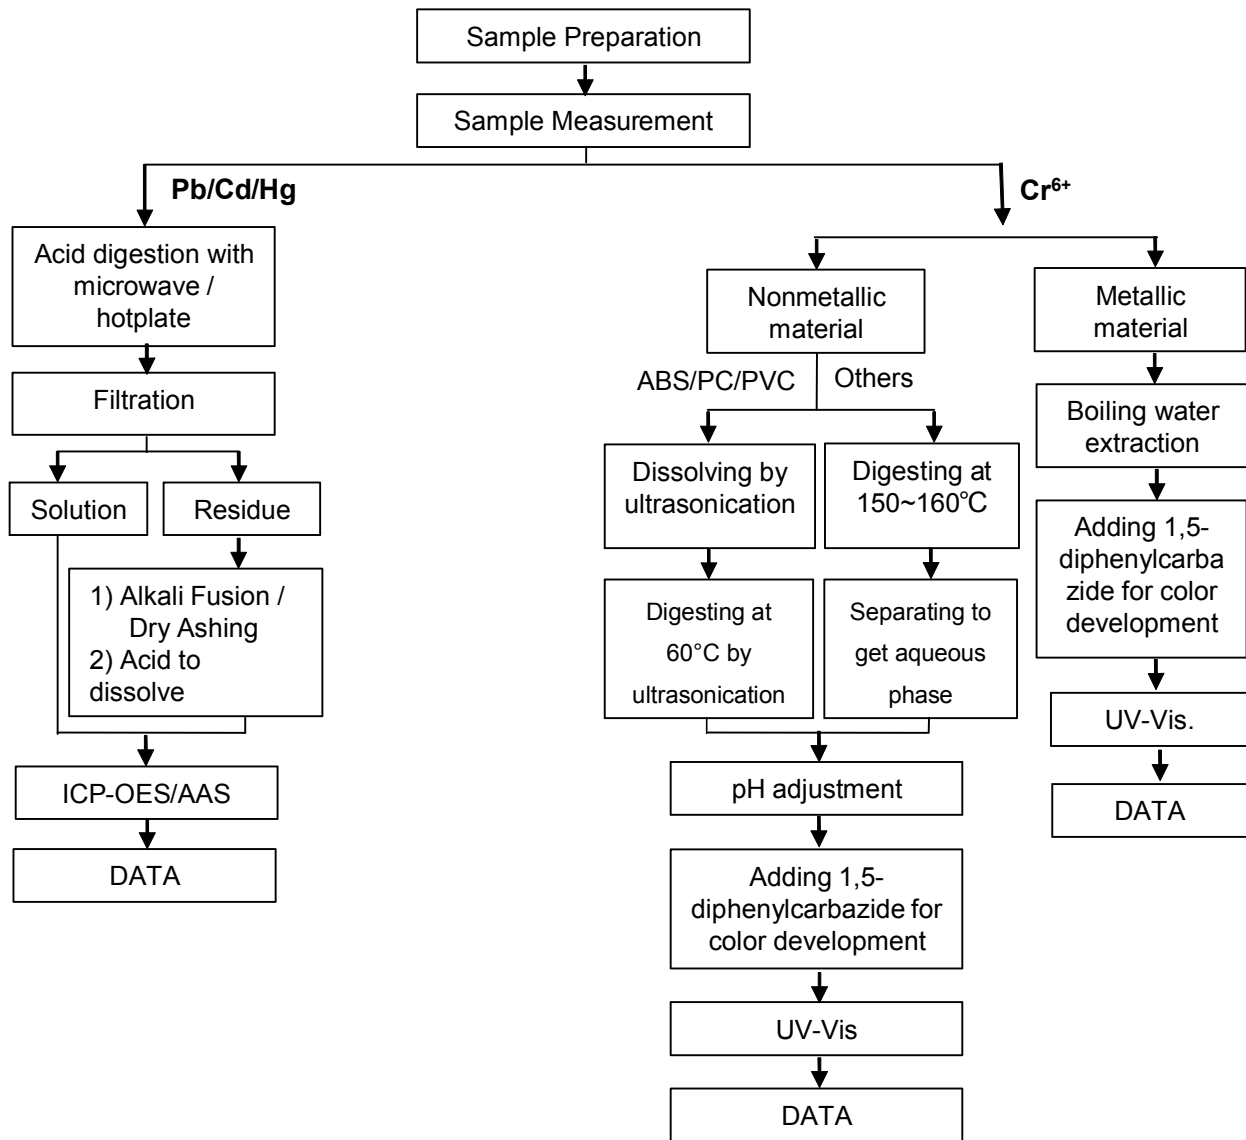 Sample Preparation
Sample Measurement
Pb/Cd/Hg
Acid digestion with
microwave /
hotplate
Filtration
Solution
Residue
1) Alkali Fusion /
Dry Ashing
2) Acid to
dissolve
ICP-OES/AAS
DATA
Cr⁶⁺
Nonmetallic
material
ABS/PC/PVC
Others
Dissolving by
ultrasonication
Digesting at
150~160℃
Digesting at
60°C by
ultrasonication
Separating to
get aqueous
phase
pH adjustment
Adding 1,5-
diphenylcarbazide for
color development
UV-Vis
DATA
Metallic
material
Boiling water
extraction
Adding 1,5-
diphenylcarba
zide for color
development
UV-Vis.
DATA